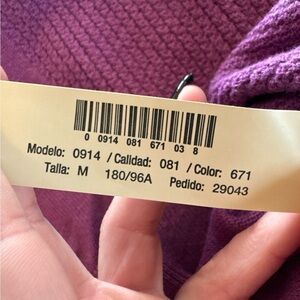 0 0914 081 671 03 8
Modelo: 0914 / Calidad: 081 / Color: 671
Talla: M 180/96A Pedido: 29043